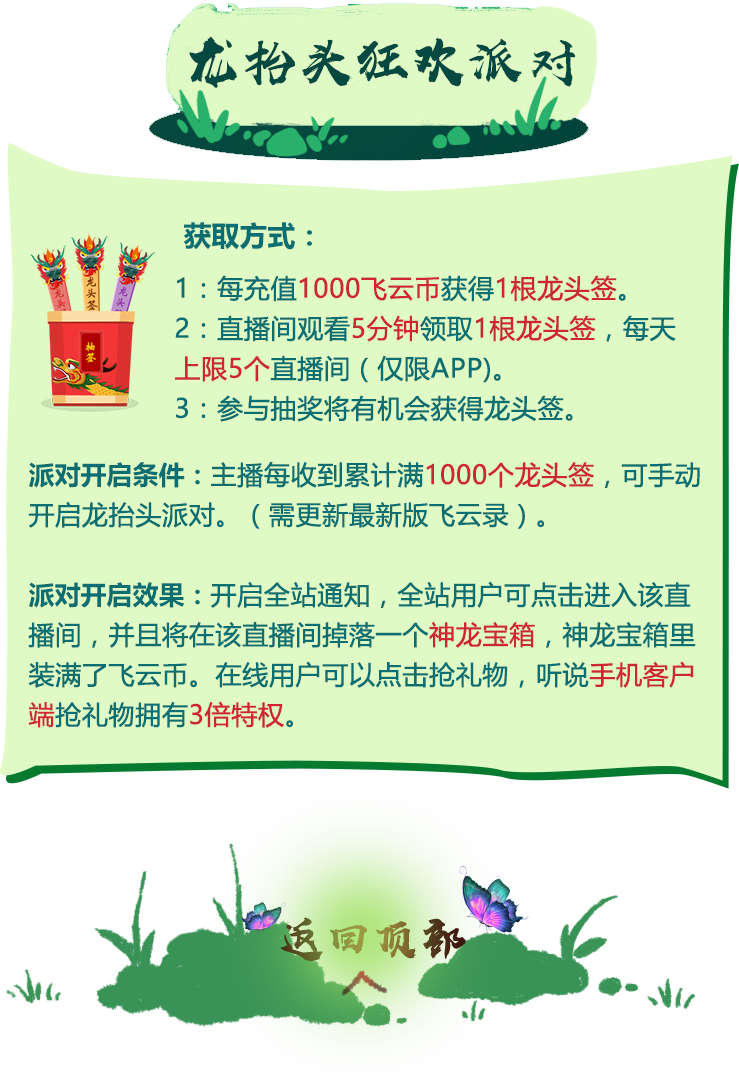 龙抬头狂欢派对
获取方式：
龙头签
龙头签
龙头
抽签
1：每充值1000飞云币获得1根龙头签。
2：直播间观看5分钟领取1根龙头签，每天
上限5个直播间（仅限APP)。
3：参与抽奖将有机会获得龙头签。
派对开启条件：主播每收到累计满1000个龙头签，可手动
开启龙抬头派对。（需更新最新版飞云录）。
派对开启效果：开启全站通知，全站用户可点击进入该直
播间，并且将在该直播间掉落一个神龙宝箱，神龙宝箱里
装满了飞云币。在线用户可以点击抢礼物，听说手机客户
端抢礼物拥有3倍特权。
返回顶部